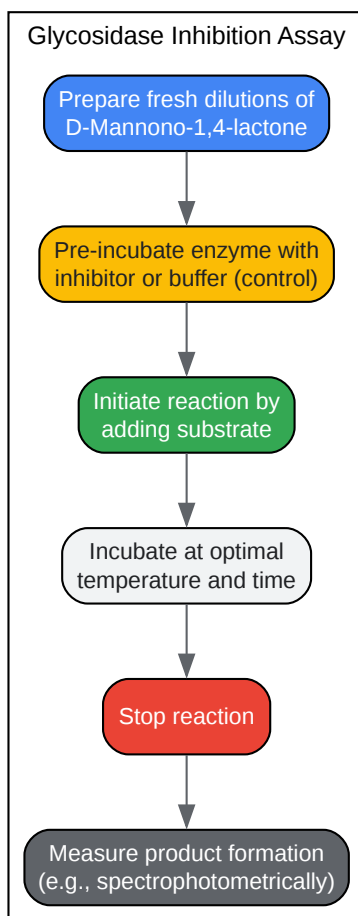 Glycosidase Inhibition Assay
Prepare fresh dilutions of
D-Mannono-1,4-lactone
Pre-incubate enzyme with
inhibitor or buffer (control)
Initiate reaction by
adding substrate
Incubate at optimal
temperature and time
Stop reaction
Measure product formation
(e.g., spectrophotometrically)